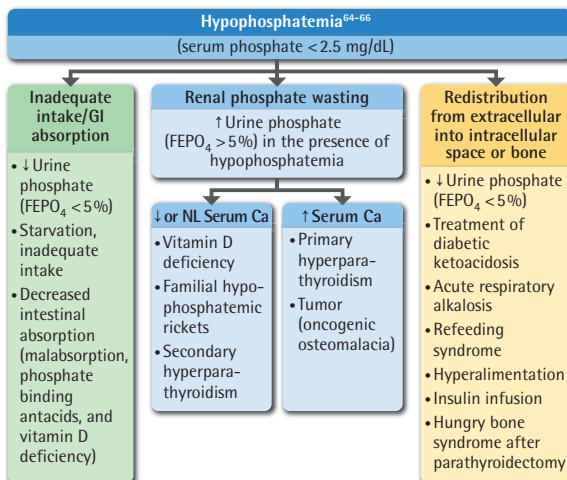 Hypophosphatemia⁶⁴⁻⁶⁶
(serum phosphate <2.5 mg/dL)
Inadequate
intake/GI
absorption
• ↓Urine
phosphate
(FEPO₄ <5%)
• Starvation,
inadequate
intake
• Decreased
intestinal
absorption
(malabsorption,
phosphate
binding
antacids, and
vitamin D
deficiency)
Renal phosphate wasting
↑Urine phosphate
(FEPO₄ >5%) in the presence of
hypophosphatemia
↓ or NL Serum Ca
• Vitamin D
deficiency
• Familial hypo-
phosphatemic
rickets
• Secondary
hyperpara-
thyroidism
↑Serum Ca
• Primary
hyperpara-
thyroidism
• Tumor
(oncogenic
osteomalacia)
Redistribution
from extracellular
into intracellular
space or bone
• ↓Urine phosphate
(FEPO₄ <5%)
• Treatment of
diabetic
ketoacidosis
• Acute respiratory
alkalosis
• Refeeding
syndrome
• Hyperalimentation
• Insulin infusion
• Hungry bone
syndrome after
parathyroidectomy